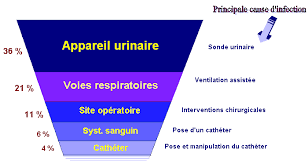 Principale cause d'infection
36 % Appareil urinaire Sonde urinaire
21 % Voies respiratoires Ventilation assistée
11 % Site opératoire Interventions chirurgicales
6 % Syst. sanguin Pose d'un cathéter
4 % Cathéter Pose et manipulation du cathéter